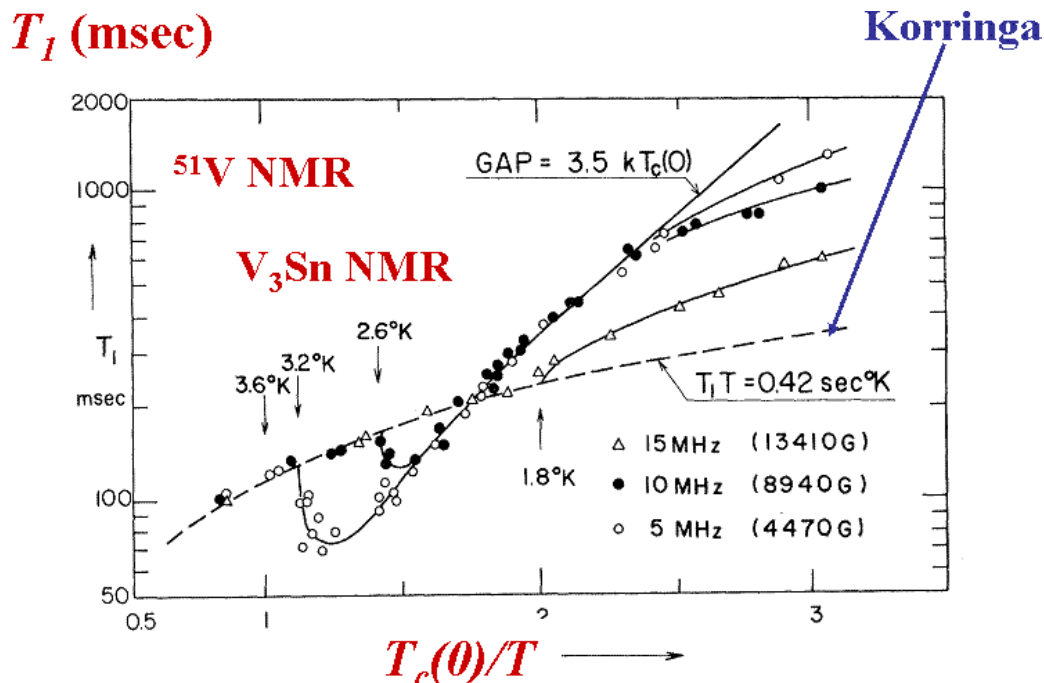 T1 (msec)
Korringa
2000
51V NMR
GAP = 3.5 kTc(0)
1000
V3Sn NMR
2.6°K
T1
3.2°K
3.6°K
msec
T1T = 0.42 sec°K
1.8°K
△ 15 MHz (13410G)
● 10 MHz (8940G)
○ 5 MHz (4470G)
100
50
0.5 1 2 3
Tc(0)/T